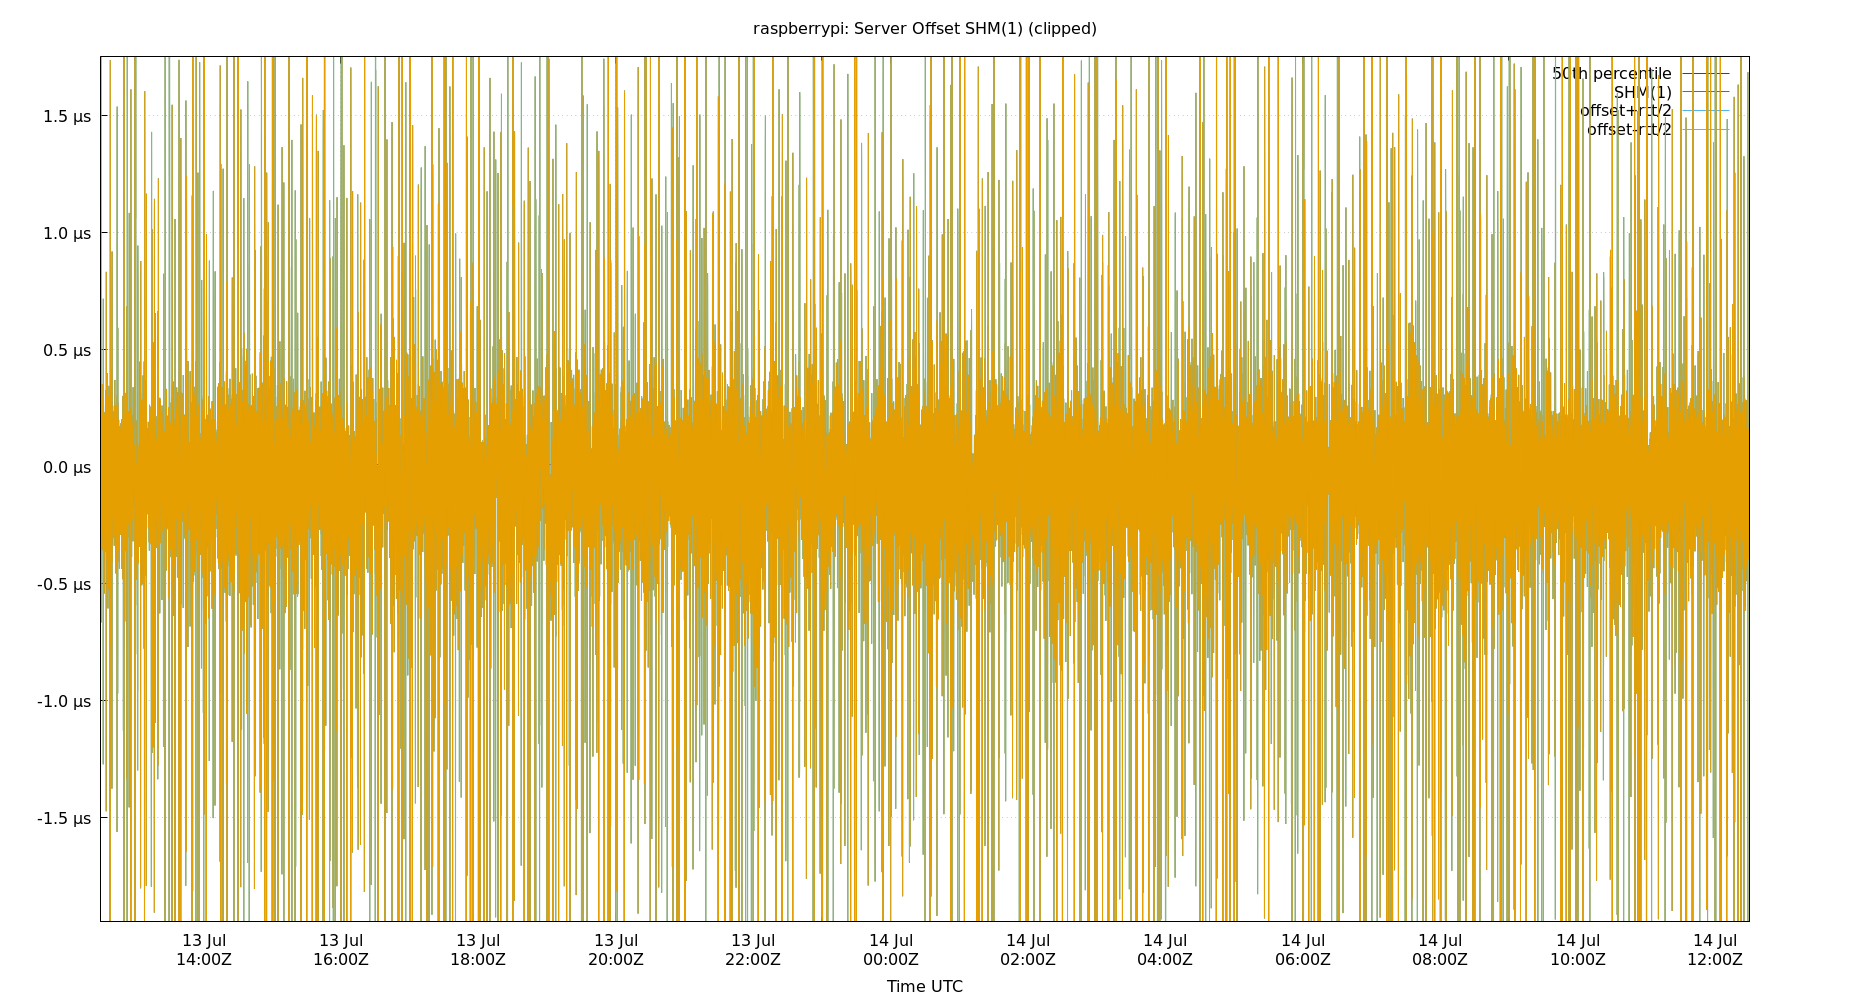 raspberrypi: Server Offset SHM(1) (clipped)
50th percentile
SHM(1)
offset+rtt/2
offset-rtt/2
1.5 µs
1.0 µs
0.5 µs
0.0 µs
-0.5 µs
-1.0 µs
-1.5 µs
13 Jul 13 Jul 13 Jul 13 Jul 13 Jul 14 Jul 14 Jul 14 Jul 14 Jul 14 Jul 14 Jul 14 Jul
14:00Z 16:00Z 18:00Z 20:00Z 22:00Z 00:00Z 02:00Z 04:00Z 06:00Z 08:00Z 10:00Z 12:00Z
Time UTC